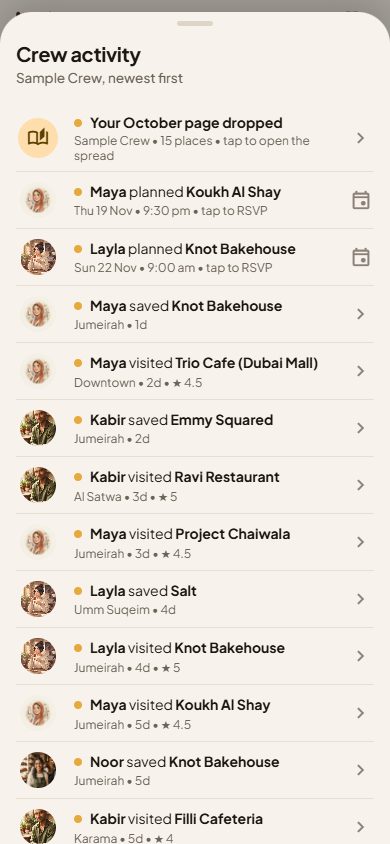 Crew activity
Sample Crew, newest first
Your October page dropped
Sample Crew • 15 places • tap to open the
spread
Maya planned Koukh Al Shay
Thu 19 Nov • 9:30 pm • tap to RSVP
Layla planned Knot Bakehouse
Sun 22 Nov • 9:00 am • tap to RSVP
Maya saved Knot Bakehouse
Jumeirah • 1d
Maya visited Trio Cafe (Dubai Mall)
Downtown • 2d • ★ 4.5
Kabir saved Emmy Squared
Jumeirah • 2d
Kabir visited Ravi Restaurant
Al Satwa • 3d • ★ 5
Maya visited Project Chaiwala
Jumeirah • 3d • ★ 4.5
Layla saved Salt
Umm Suqeim • 4d
Layla visited Knot Bakehouse
Jumeirah • 4d • ★ 5
Maya visited Koukh Al Shay
Jumeirah • 5d • ★ 4.5
Noor saved Knot Bakehouse
Jumeirah • 5d
Kabir visited Filli Cafeteria
Karama • 5d • ★ 4